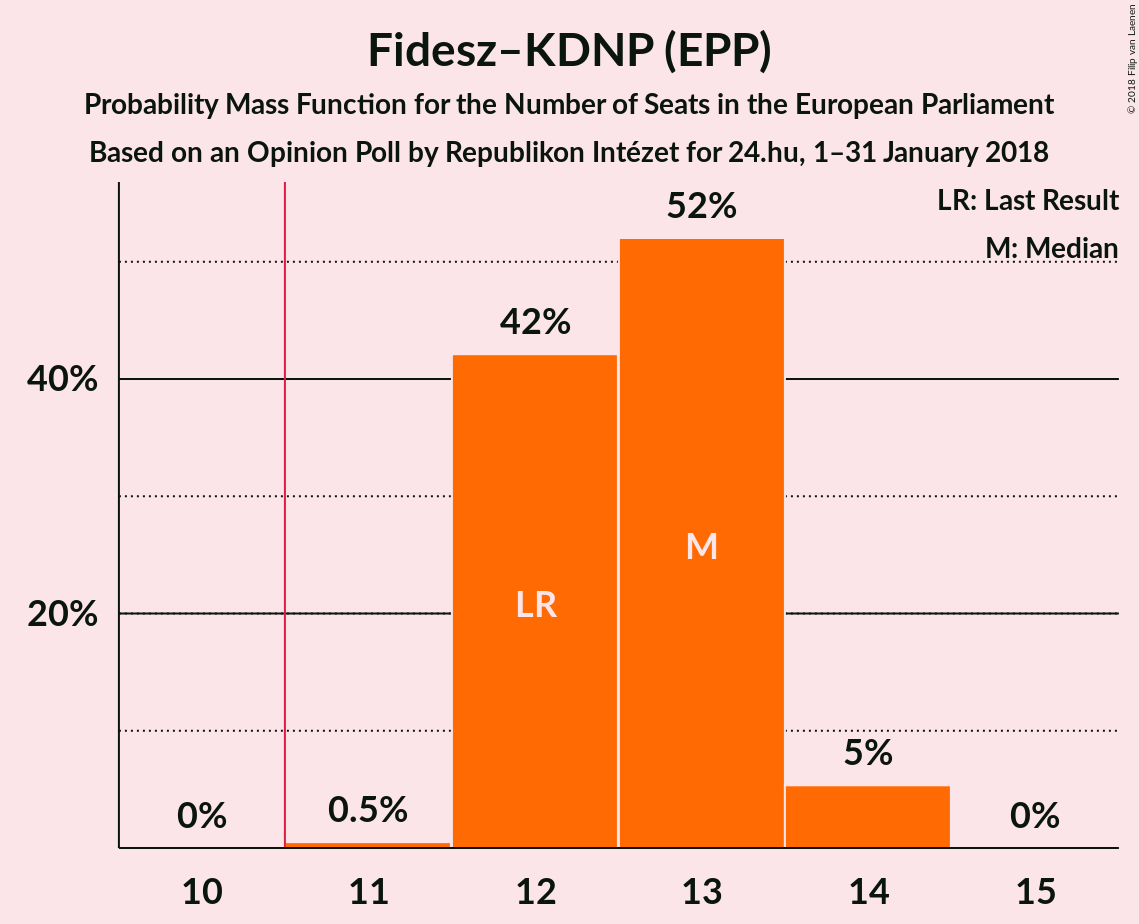 Fidesz–KDNP (EPP)
Probability Mass Function for the Number of Seats in the European Parliament
Based on an Opinion Poll by Republikon Intézet for 24.hu, 1–31 January 2018
© 2018 Filip van Laenen
LR: Last Result
M: Median
52%
42%
40%
M
LR
20%
5%
0.5%
0%
0%
10
11
12
13
14
15